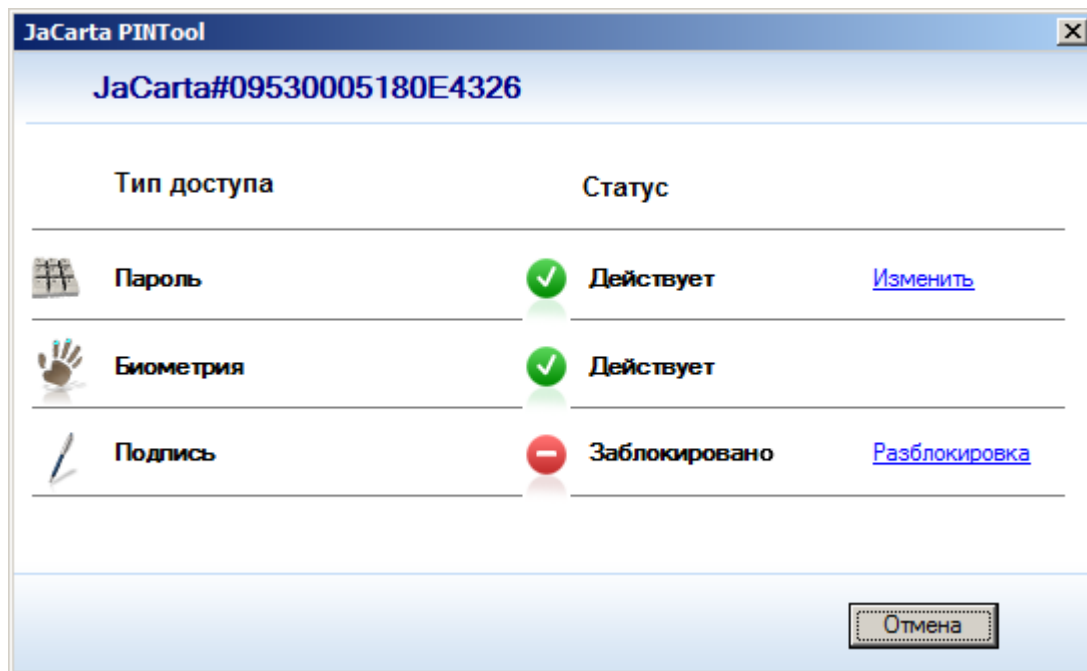 JaCarta PINTool
JaCarta#09530005180E4326
Тип доступа Статус
Пароль Действует Изменить
Биометрия Действует
Подпись Заблокировано Разблокировка
Отмена